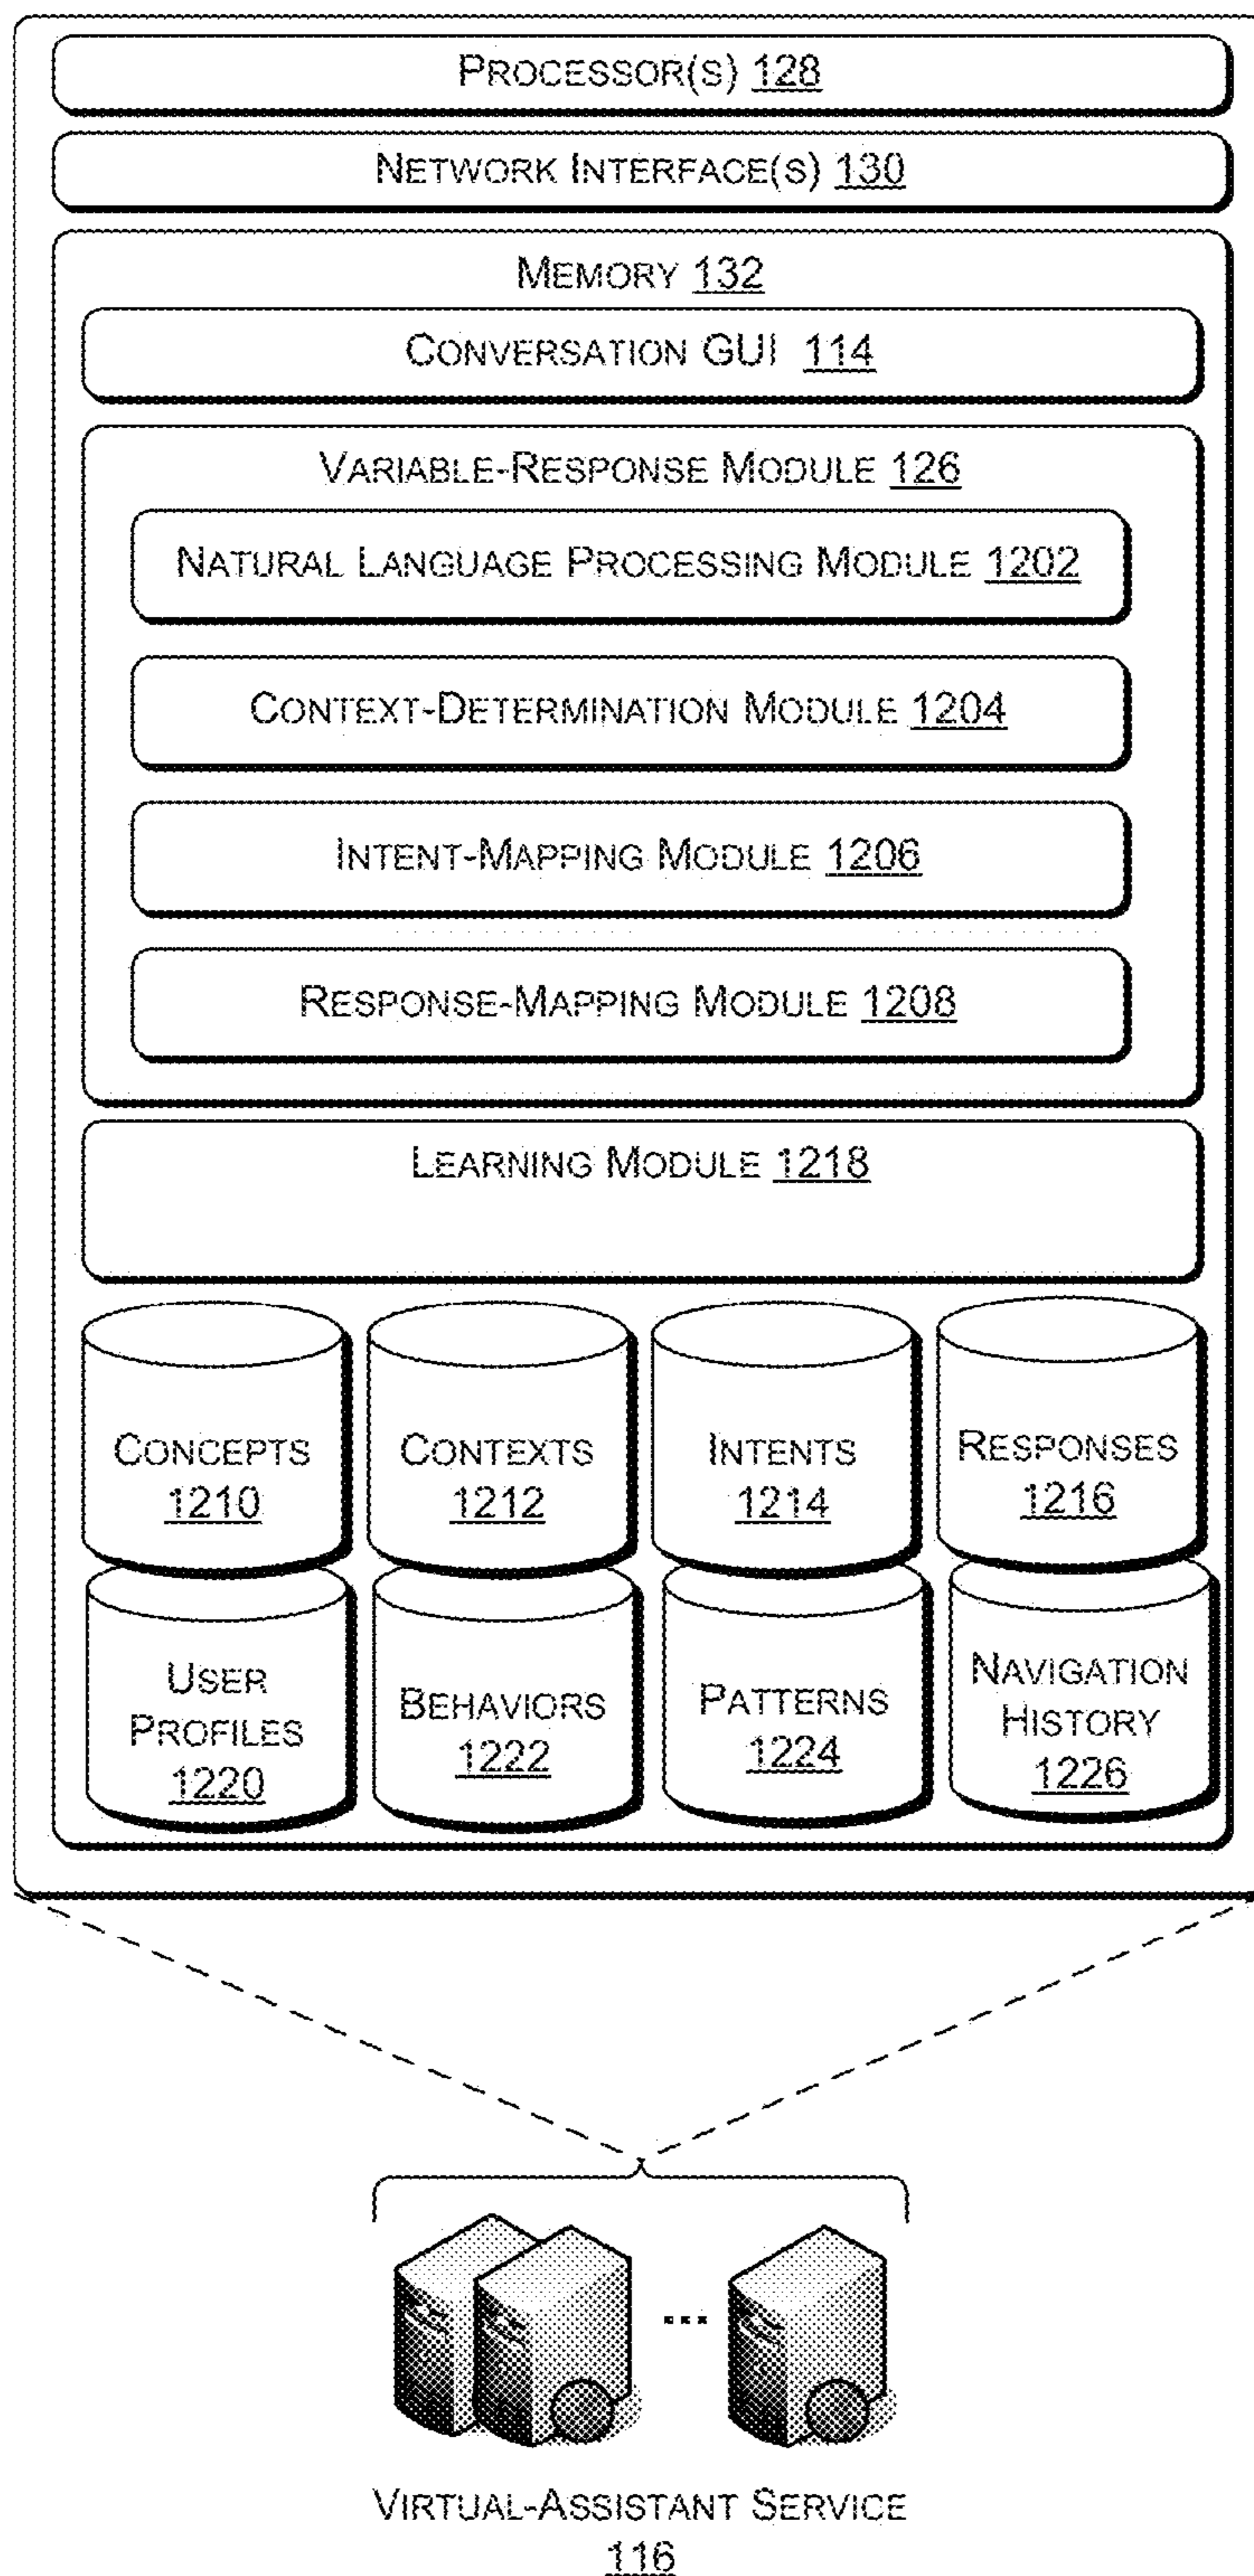 PROCESSOR(S) 128
NETWORK INTERFACE(S) 130
MEMORY 132
CONVERSATION GUI 114
VARIABLE-RESPONSE MODULE 126
NATURAL LANGUAGE PROCESSING MODULE 1202
CONTEXT-DETERMINATION MODULE 1204
INTENT-MAPPING MODULE 1206
RESPONSE-MAPPING MODULE 1208
LEARNING MODULE 1218
CONCEPTS
1210
CONTEXTS
1212
INTENTS
1214
RESPONSES
1216
USER
PROFILES
1220
BEHAVIORS
1222
PATTERNS
1224
NAVIGATION
HISTORY
1226
...
VIRTUAL-ASSISTANT SERVICE
116